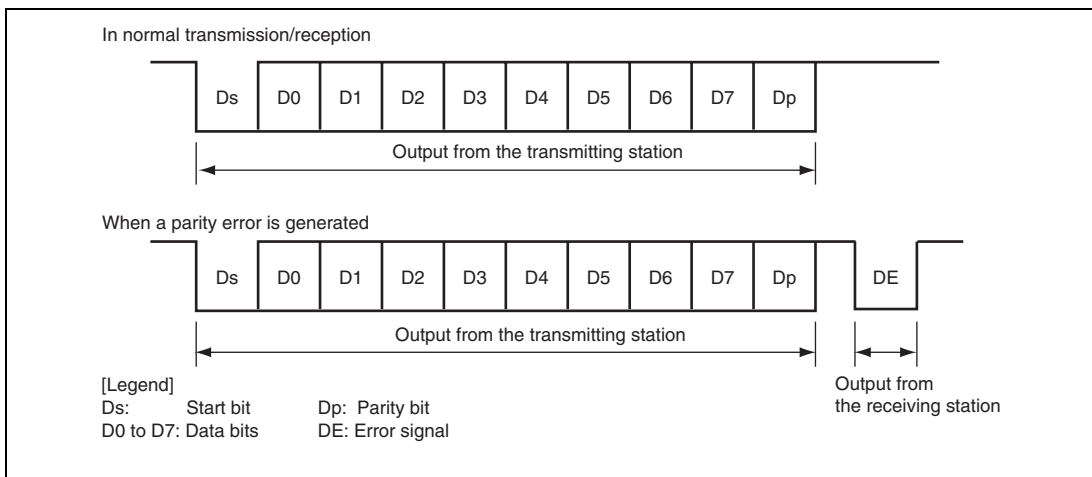 In normal transmission/reception
Ds D0 D1 D2 D3 D4 D5 D6 D7 Dp
Output from the transmitting station
When a parity error is generated
Ds D0 D1 D2 D3 D4 D5 D6 D7 Dp DE
Output from the transmitting station
Output from
the receiving station
[Legend]
Ds: Start bit Dp: Parity bit
D0 to D7: Data bits DE: Error signal